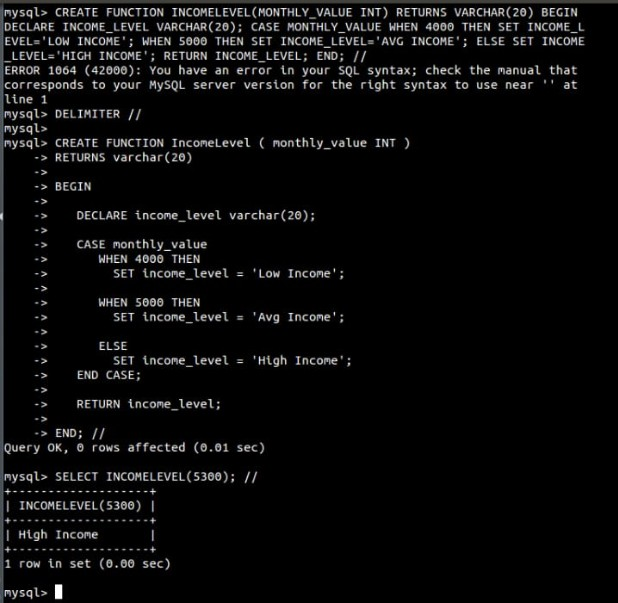 mysql> CREATE FUNCTION INCOMELEVEL(MONTHLY_VALUE INT) RETURNS VARCHAR(20) BEGIN
DECLARE INCOME_LEVEL VARCHAR(20); CASE MONTHLY_VALUE WHEN 4000 THEN SET INCOME_L
EVEL='LOW INCOME'; WHEN 5000 THEN SET INCOME_LEVEL='AVG INCOME'; ELSE SET INCOME
_LEVEL='HIGH INCOME'; RETURN INCOME_LEVEL; END; //
ERROR 1064 (42000): You have an error in your SQL syntax; check the manual that
corresponds to your MySQL server version for the right syntax to use near '' at
line 1
mysql> DELIMITER //
mysql>
mysql> CREATE FUNCTION IncomeLevel ( monthly_value INT )
    -> RETURNS varchar(20)
    ->
    -> BEGIN
    ->
    ->    DECLARE income_level varchar(20);
    ->
    ->    CASE monthly_value
    ->       WHEN 4000 THEN
    ->         SET income_level = 'Low Income';
    ->
    ->       WHEN 5000 THEN
    ->         SET income_level = 'Avg Income';
    ->
    ->       ELSE
    ->         SET income_level = 'High Income';
    ->    END CASE;
    ->
    ->    RETURN income_level;
    ->
    -> END; //
Query OK, 0 rows affected (0.01 sec)

mysql> SELECT INCOMELEVEL(5300); //
+-------------------+
| INCOMELEVEL(5300) |
+-------------------+
| High Income       |
+-------------------+
1 row in set (0.00 sec)

mysql>